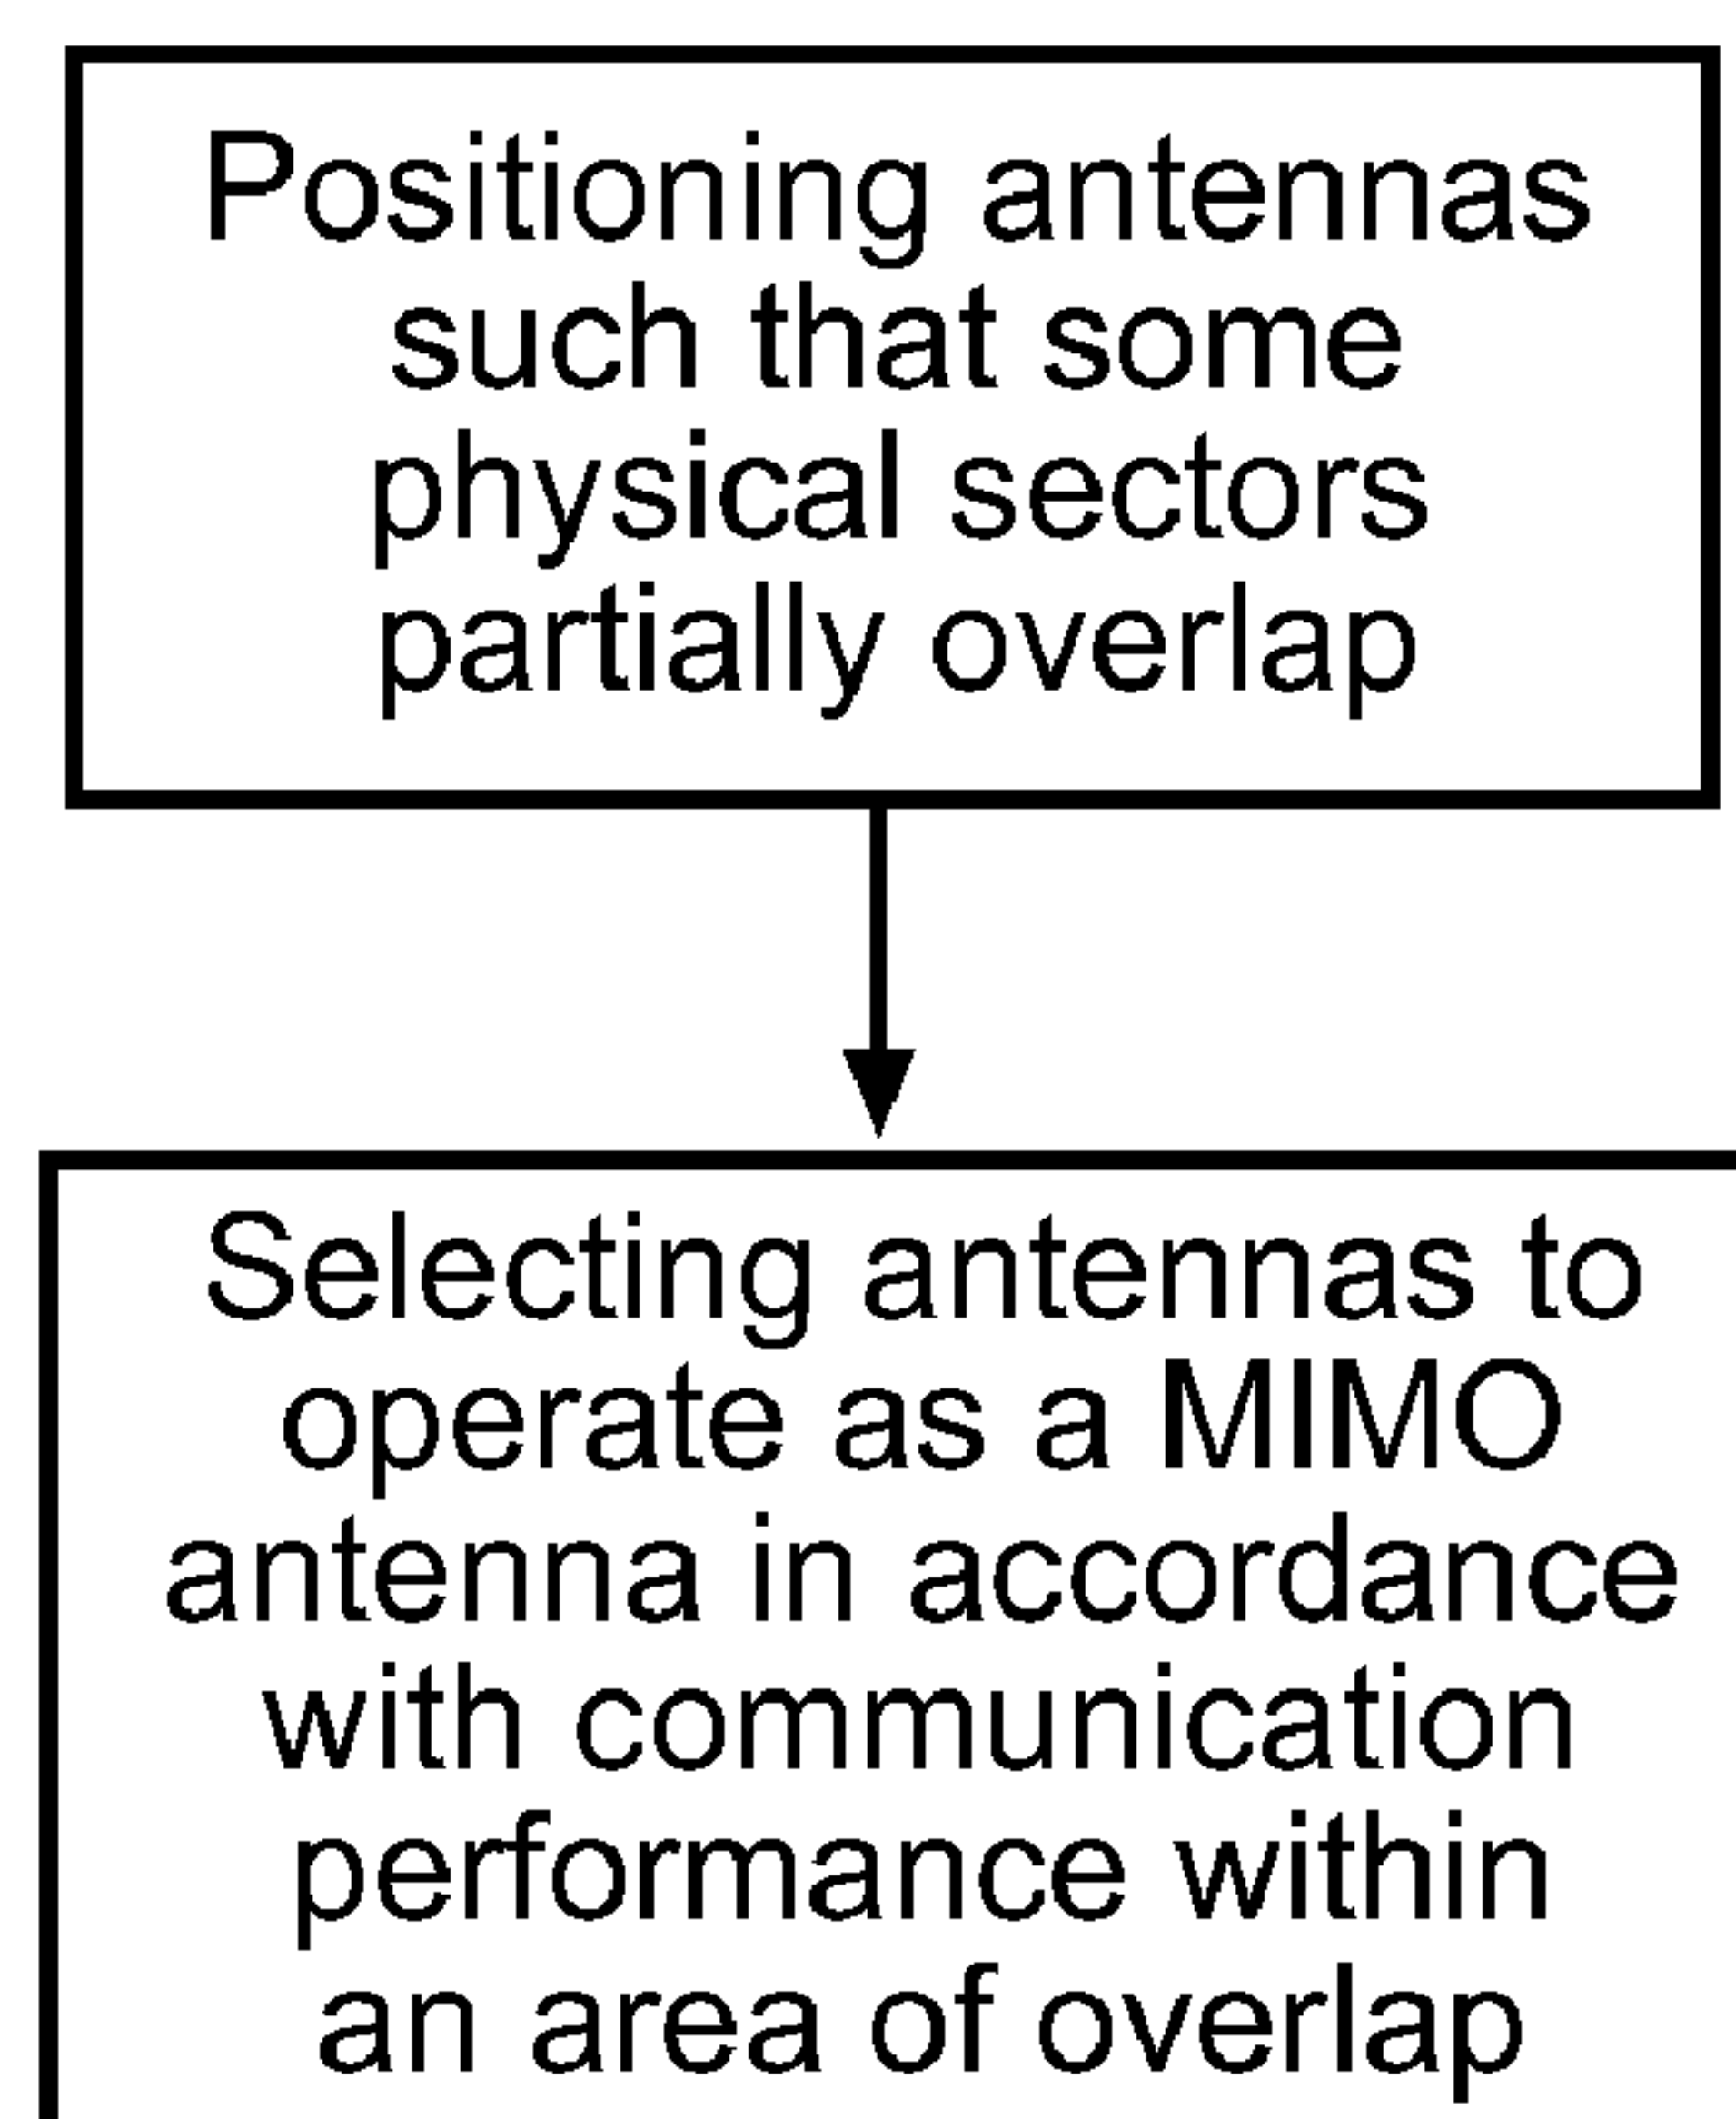 Positioning antennas
such that some
physical sectors
partially overlap
Selecting antennas to
operate as a MIMO
antenna in accordance
with communication
performance within
an area of overlap